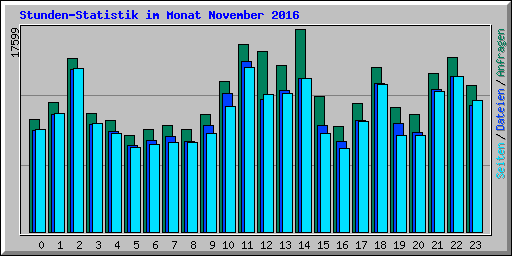 Stunden-Statistik im Monat November 2016
17599
Seiten / Dateien / Anfragen
0 1 2 3 4 5 6 7 8 9 10 11 12 13 14 15 16 17 18 19 20 21 22 23